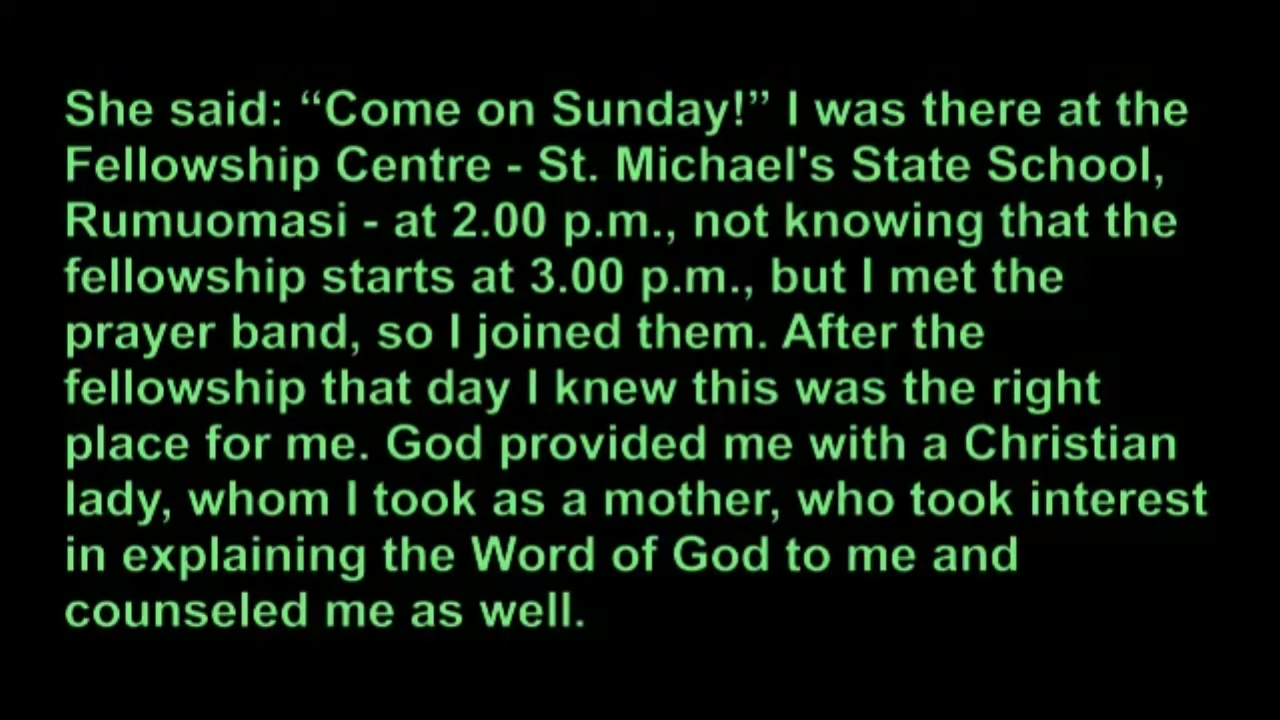 She said: “Come on Sunday!” I was there at the
Fellowship Centre - St. Michael's State School,
Rumuomasi - at 2.00 p.m., not knowing that the
fellowship starts at 3.00 p.m., but I met the
prayer band, so I joined them. After the
fellowship that day I knew this was the right
place for me. God provided me with a Christian
lady, whom I took as a mother, who took interest
in explaining the Word of God to me and
counseled me as well.